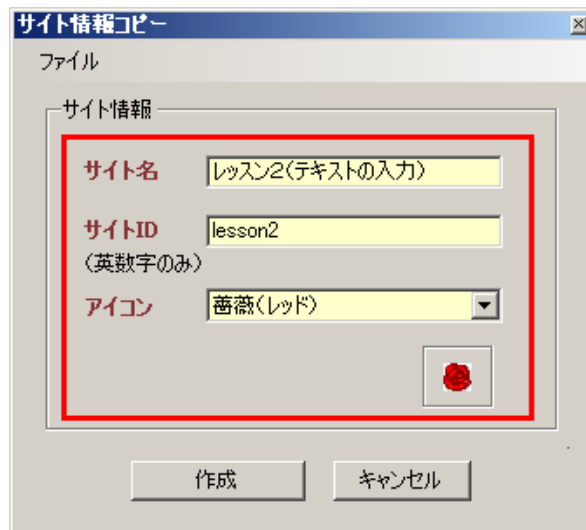 サイト情報コピー
ファイル
サイト情報
サイト名 レッスン2(テキストの入力)
サイトID lesson2
(英数字のみ)
アイコン 薔薇(レッド)
作成 キャンセル